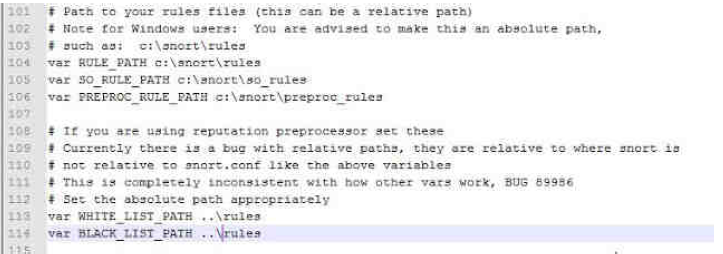 101 # Path to your rules files (this can be a relative path)
102 # Note for Windows users: You are advised to make this an absolute path,
103 # such as: c:\snort\rules
104 var RULE_PATH c:\snort\rules
105 var SO_RULE_PATH c:\snort\so_rules
106 var PREPROC_RULE_PATH c:\snort\preproc_rules
107
108 # If you are using reputation preprocessor set these
109 # Currently there is a bug with relative paths, they are relative to where snort is
110 # not relative to snort.conf like the above variables
111 # This is completely inconsistent with how other vars work, BUG 89986
112 # Set the absolute path appropriately
113 var WHITE_LIST_PATH ..\rules
114 var BLACK_LIST_PATH ..\rules
115